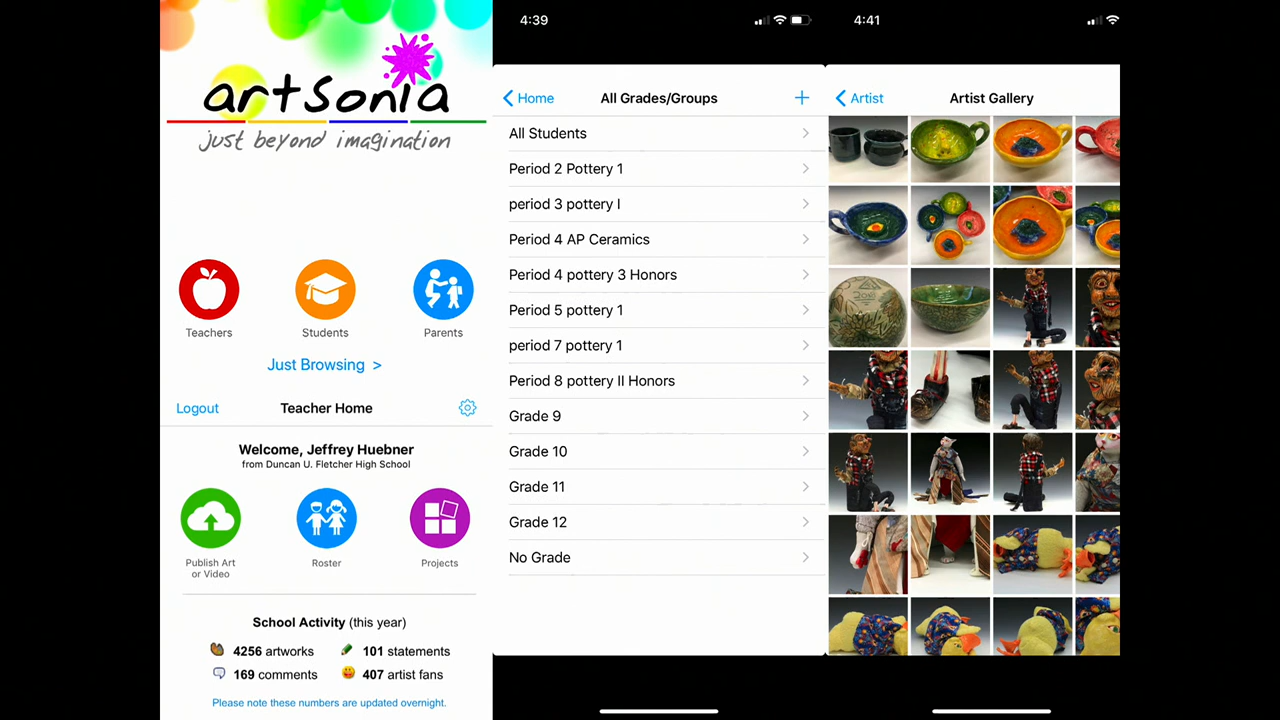 artsonia
just beyond imagination
Teachers
Students
Parents
Just Browsing >
Logout
Teacher Home
Welcome, Jeffrey Huebner
from Duncan U. Fletcher High School
Publish Art
or Video
Roster
Projects
School Activity (this year)
4256 artworks
101 statements
169 comments
407 artist fans
Please note these numbers are updated overnight.
4:39
Home
All Grades/Groups
+
All Students
Period 2 Pottery 1
period 3 pottery I
Period 4 AP Ceramics
Period 4 pottery 3 Honors
Period 5 pottery 1
period 7 pottery 1
Period 8 pottery II Honors
Grade 9
Grade 10
Grade 11
Grade 12
No Grade
4:41
Artist
Artist Gallery